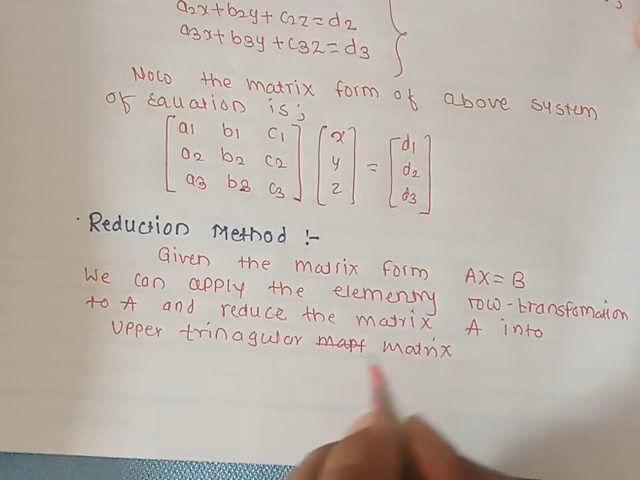 a2x + b2y + c2z = d2
a3x + b3y + c3z = d3
Now the matrix form of above system
of Equation is;
[a1 b1 c1] [x] [d1]
[a2 b2 c2] [y] = [d2]
[a3 b3 c3] [z] [d3]
· Reduction Method :-
Given the matrix form AX = B
We can apply the elementry row-transfomation
to A and reduce the matrix A into
Upper trinagular mapt matrix